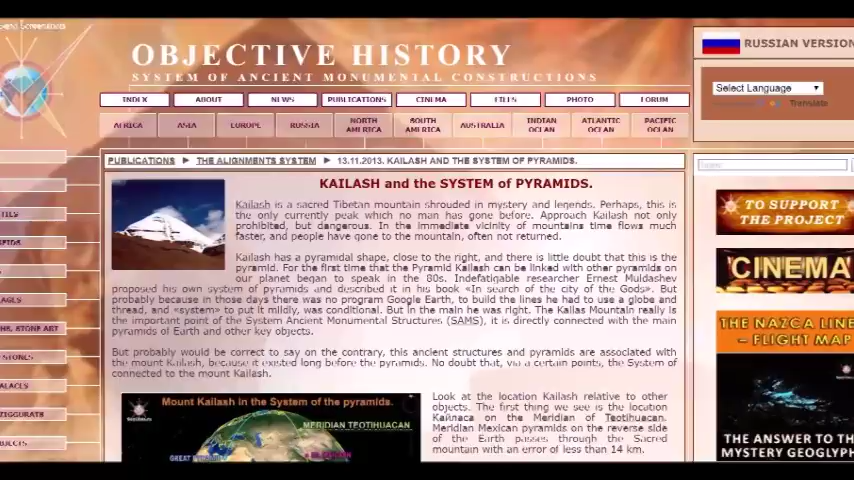 OBJECTIVE HISTORY
SYSTEM OF ANCIENT MONUMENTAL CONSTRUCTIONS
RUSSIAN VERSION
Select Language
Translate
INDEX
ABOUT
NEWS
PUBLICATIONS
CINEMA
FILES
PHOTO
FORUM
AFRICA
ASIA
EUROPE
RUSSIA
NORTH AMERICA
SOUTH AMERICA
AUSTRALIA
INDIAN OCEAN
ATLANTIC OCEAN
PACIFIC OCEAN
PUBLICATIONS ► THE ALIGNMENTS SYSTEM ► 13.11.2013. KAILASH AND THE SYSTEM OF PYRAMIDS.
KAILASH and the SYSTEM of PYRAMIDS.
Kailash is a sacred Tibetan mountain shrouded in mystery and legends. Perhaps, this is
the only currently peak which no man has gone before. Approach Kailash not only
prohibited, but dangerous. In the immediate vicinity of mountains time flows much
faster, and people have gone to the mountain, often not returned.
Kailash has a pyramidal shape, close to the right, and there is little doubt that this is the
pyramid. For the first time that the Pyramid Kailash can be linked with other pyramids on
our planet began to speak in the 80s. Indefatigable researcher Ernest Muldashev
proposed his own system of pyramids and described it in his book «In search of the city of the Gods». But
probably because in those days there was no program Google Earth, to build the lines he had to use a globe and
thread, and «system» to put it mildly, was conditional. But in the main he was right. The Kailas Mountain really is
the important point of the System Ancient Monumental Structures (SAMS), it is directly connected with the main
pyramids of Earth and other key objects.
But probably would be correct to say on the contrary, this ancient structures and pyramids are associated with
the mount Kailash, because it existed long before the pyramids. No doubt that, via a certain points, the System of
connected to the mount Kailash.
Mount Kailash in the System of the pyramids.
MERIDIAN TEOTIHUACAN
Look at the location Kailash relative to other
objects. The first thing we see is the location
Кайласа on the Meridian of Teotihuacan.
Meridian Mexican pyramids on the reverse side
of the Earth passes through the Sacred
mountain with an error of less than 14 km.
STONE ART
STONES
ALACES
ZIGGURATS
BJECTS
TO SUPPORT
THE PROJECT
CINEMA
THE NAZCA LINE
– FLIGHT MAP
THE ANSWER TO TH
MYSTERY GEOGLYPH